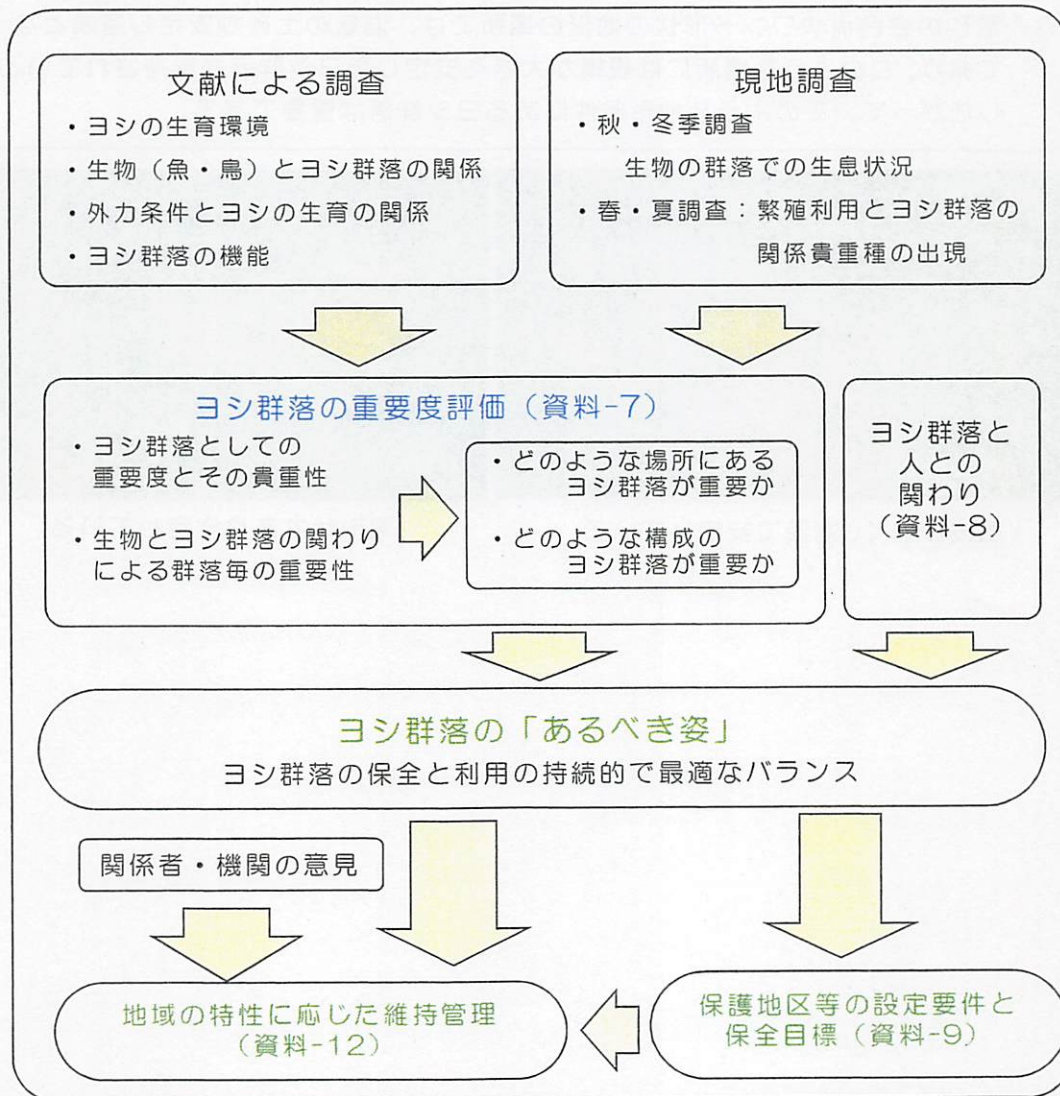 文献による調査
・ヨシの生育環境
・生物（魚・鳥）とヨシ群落の関係
・外力条件とヨシの生育の関係
・ヨシ群落の機能
現地調査
・秋・冬季調査
生物の群落での生息状況
・春・夏調査：繁殖利用とヨシ群落の
関係貴重種の出現
ヨシ群落の重要度評価（資料-7）
・ヨシ群落としての
重要度とその貴重性
・生物とヨシ群落の関わり
による群落毎の重要性
・どのような場所にある
ヨシ群落が重要か
・どのような構成の
ヨシ群落が重要か
ヨシ群落と
人との
関わり
（資料-8）
ヨシ群落の「あるべき姿」
ヨシ群落の保全と利用の持続的で最適なバランス
関係者・機関の意見
地域の特性に応じた維持管理
（資料-12）
保護地区等の設定要件と
保全目標（資料-9）